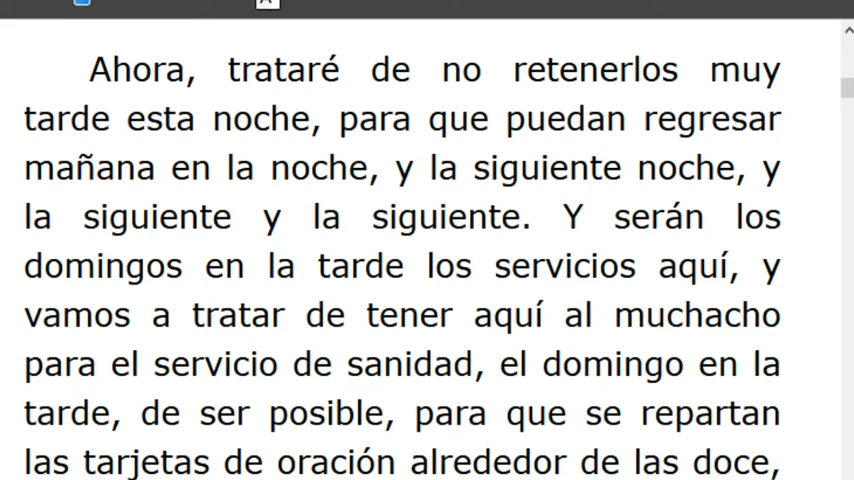 Ahora, trataré de no retenerlos muy
tarde esta noche, para que puedan regresar
mañana en la noche, y la siguiente noche, y
la siguiente y la siguiente. Y serán los
domingos en la tarde los servicios aquí, y
vamos a tratar de tener aquí al muchacho
para el servicio de sanidad, el domingo en la
tarde, de ser posible, para que se repartan
las tarjetas de oración alrededor de las doce,